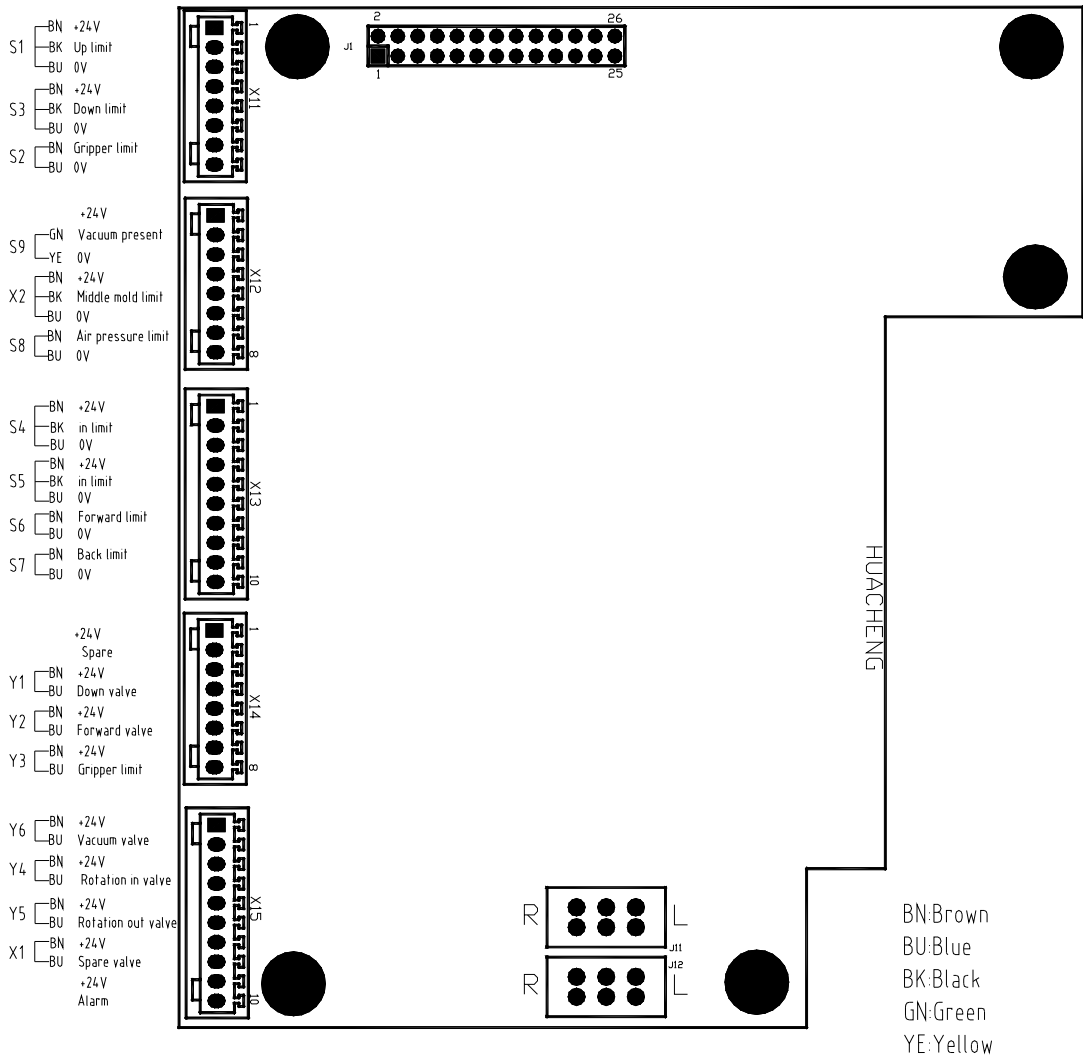 S1
BN +24V
BK Up limit
BU 0V
S3
BN +24V
BK Down limit
BU 0V
S2
BN Gripper limit
BU 0V
1
X11
J1
2
26
1
25
+24V
S9
GN Vacuum present
YE 0V
X2
BN +24V
BK Middle mold limit
BU 0V
S8
BN Air pressure limit
BU 0V
X12
8
S4
BN +24V
BK in limit
BU 0V
S5
BN +24V
BK in limit
BU 0V
S6
BN Forward limit
BU 0V
S7
BN Back limit
BU 0V
1
X13
10
HUACHENG
+24V
Spare
Y1
BN +24V
BU Down valve
Y2
BN +24V
BU Forward valve
Y3
BN +24V
BU Gripper limit
1
X14
8
Y6
BN +24V
BU Vacuum valve
Y4
BN +24V
BU Rotation in valve
Y5
BN +24V
BU Rotation out valve
X1
BN +24V
BU Spare valve
+24V
Alarm
X15
10
R
L
J11
J12
R
L
BN:Brown
BU:Blue
BK:Black
GN:Green
YE:Yellow